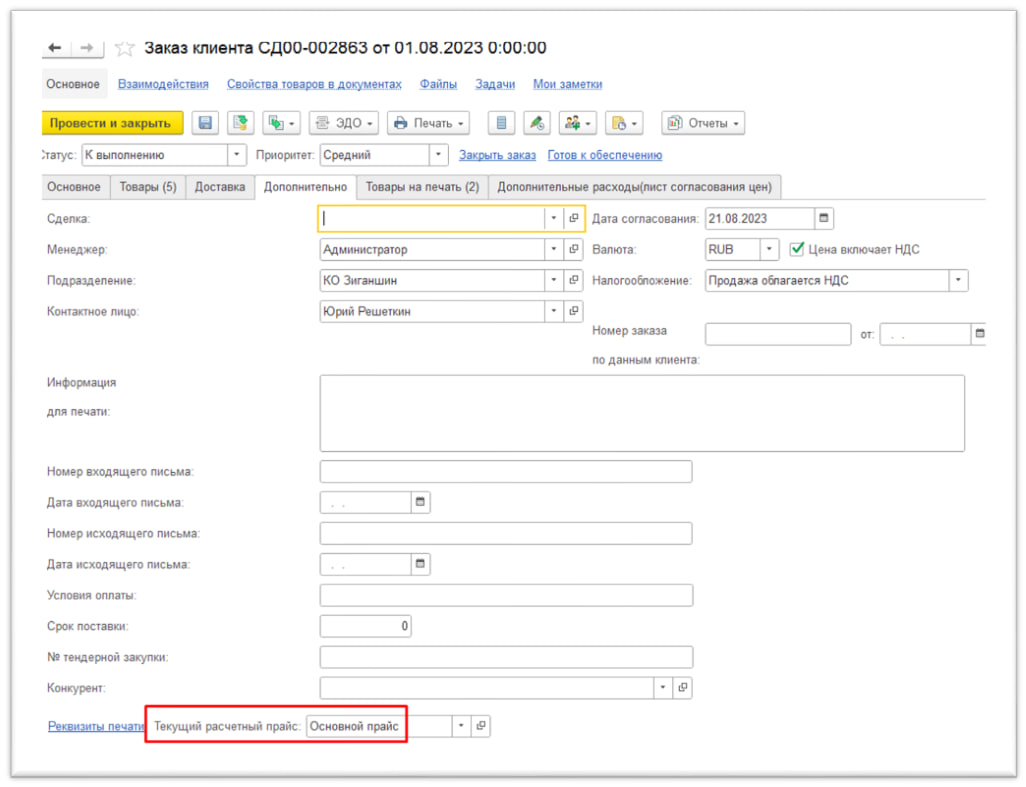 Заказ клиента СД00-002863 от 01.08.2023 0:00:00
Основное Взаимодействия Свойства товаров в документах Файлы Задачи Мои заметки
Провести и закрыть ЭДО Печать Отчеты
Статус: К выполнению Приоритет: Средний Закрыть заказ Готов к обеспечению
Основное Товары (5) Доставка Дополнительно Товары на печать (2) Дополнительные расходы(лист согласования цен)
Сделка: Дата согласования: 21.08.2023
Менеджер: Администратор Валюта: RUB Цена включает НДС
Подразделение: КО Зиганшин Налогообложение: Продажа облагается НДС
Контактное лицо: Юрий Решеткин
Номер заказа от: . .
по данным клиента:
Информация
для печати:
Номер входящего письма:
Дата входящего письма: . .
Номер исходящего письма:
Дата исходящего письма: . .
Условия оплаты:
Срок поставки: 0
№ тендерной закупки:
Конкурент:
Реквизиты печати Текущий расчетный прайс: Основной прайс